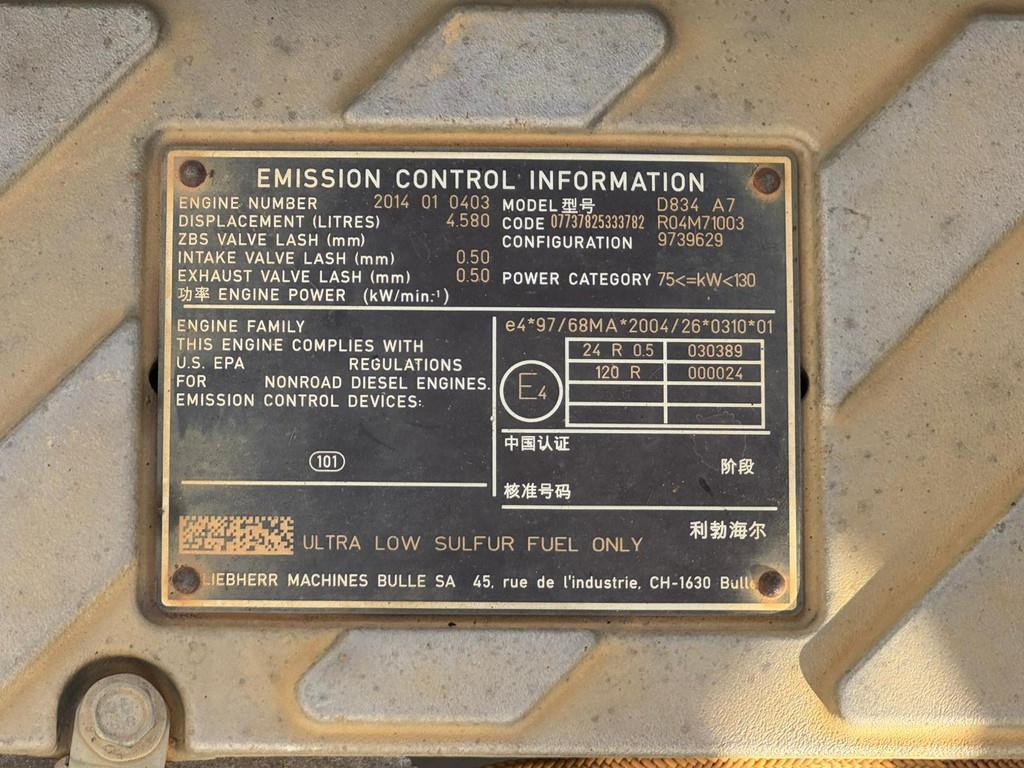 EMISSION CONTROL INFORMATION
ENGINE NUMBER 2014 01 0403 MODEL 型号 D834 A7
DISPLACEMENT (LITRES) 4.580 CODE 07737825333782 R04M71003
ZBS VALVE LASH (mm) CONFIGURATION 9739629
INTAKE VALVE LASH (mm) 0.50
EXHAUST VALVE LASH (mm) 0.50 POWER CATEGORY 75<=kW<130
功率 ENGINE POWER (kW/min.-¹)
ENGINE FAMILY
THIS ENGINE COMPLIES WITH
U.S. EPA REGULATIONS
FOR NONROAD DIESEL ENGINES.
EMISSION CONTROL DEVICES:
101
e4*97/68MA*2004/26*0310*01
24 R 0.5 030389
E4 120 R 000024
中国认证
阶段
核准号码
利勃海尔
ULTRA LOW SULFUR FUEL ONLY
LIEBHERR MACHINES BULLE SA 45, rue de l'industrie, CH-1630 Bulle